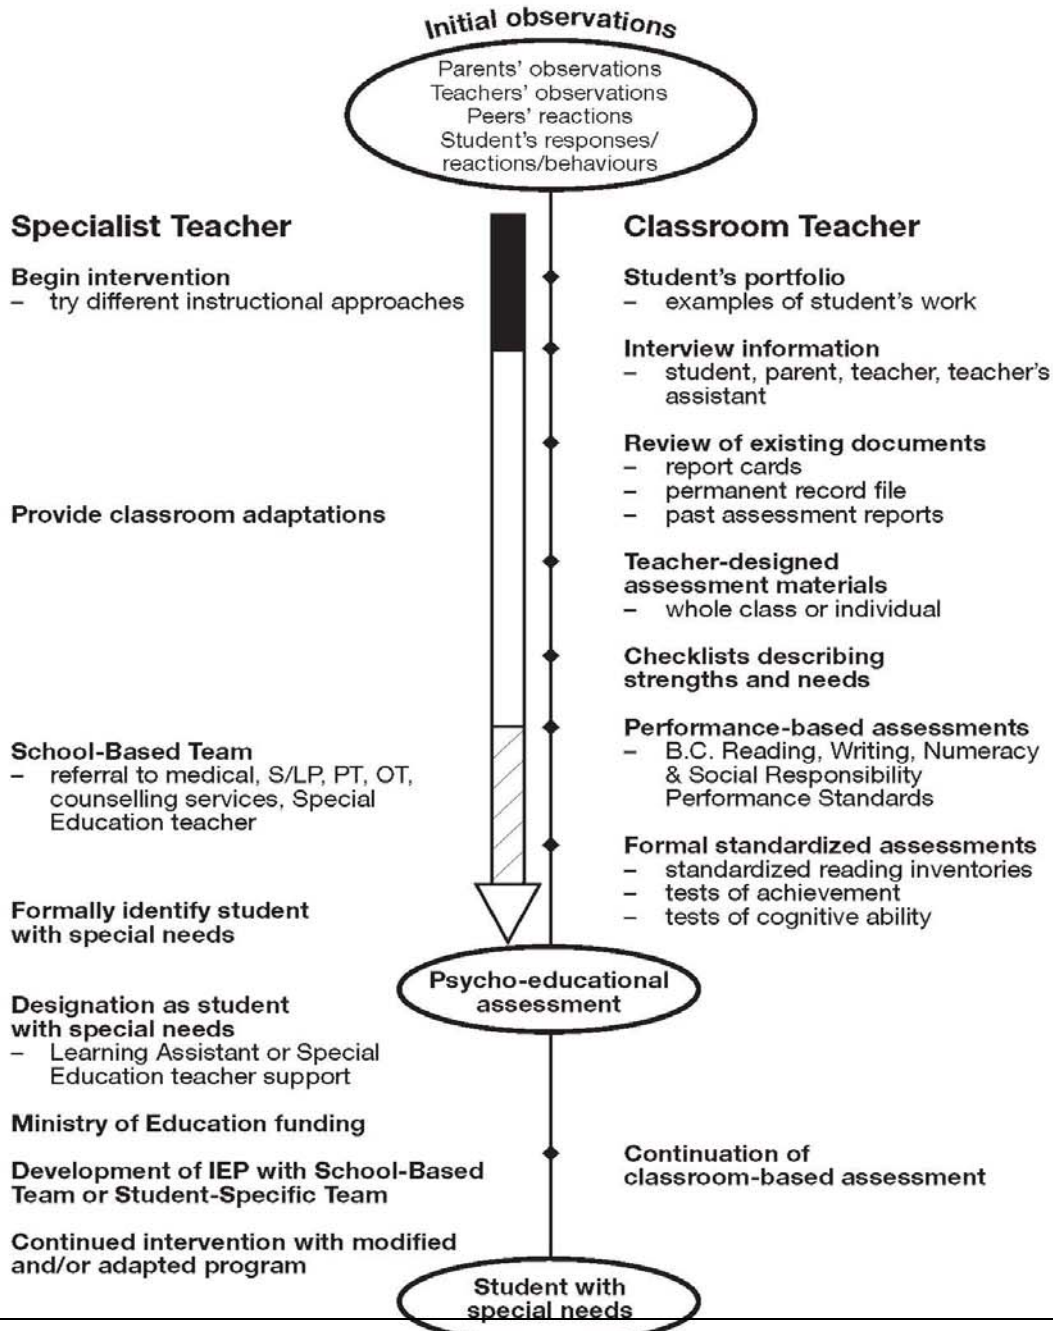 Initial observations
Parents' observations
Teachers' observations
Peers' reactions
Student's responses/
reactions/behaviours
Specialist Teacher
Begin intervention
– try different instructional approaches
Provide classroom adaptations
School-Based Team
– referral to medical, S/LP, PT, OT,
counselling services, Special
Education teacher
Formally identify student
with special needs
Designation as student
with special needs
– Learning Assistant or Special
Education teacher support
Ministry of Education funding
Development of IEP with School-Based
Team or Student-Specific Team
Continued intervention with modified
and/or adapted program
Classroom Teacher
Student's portfolio
– examples of student's work
Interview information
– student, parent, teacher, teacher's
assistant
Review of existing documents
– report cards
– permanent record file
– past assessment reports
Teacher-designed
assessment materials
– whole class or individual
Checklists describing
strengths and needs
Performance-based assessments
– B.C. Reading, Writing, Numeracy
& Social Responsibility
Performance Standards
Formal standardized assessments
– standardized reading inventories
– tests of achievement
– tests of cognitive ability
Psycho-educational
assessment
Continuation of
classroom-based assessment
Student with
special needs